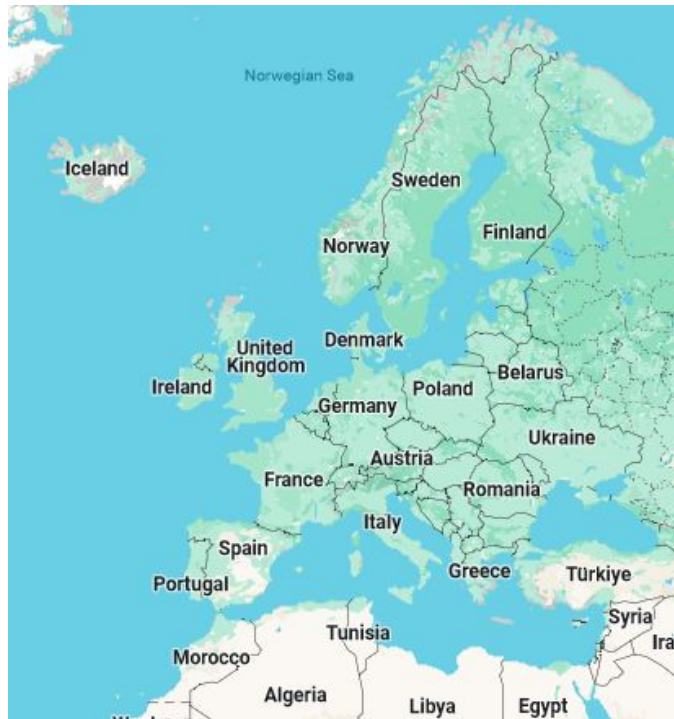 Norwegian Sea
Iceland
Sweden
Finland
Norway
United
Kingdom
Denmark
Ireland
Belarus
Poland
Germany
Ukraine
Austria
France
Romania
Italy
Spain
Portugal
Greece
Türkiye
Syria
Tunisia
Ira
Morocco
Algeria
Libya
Egypt